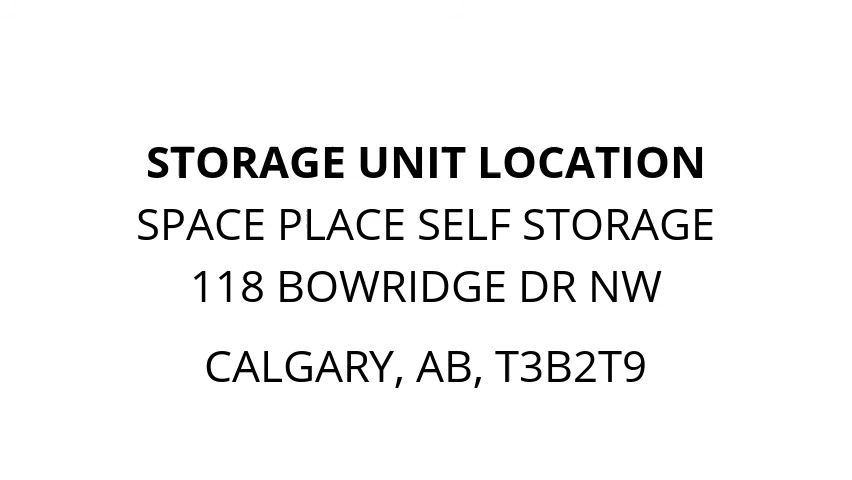 STORAGE UNIT LOCATION
SPACE PLACE SELF STORAGE
118 BOWRIDGE DR NW
CALGARY, AB, T3B2T9